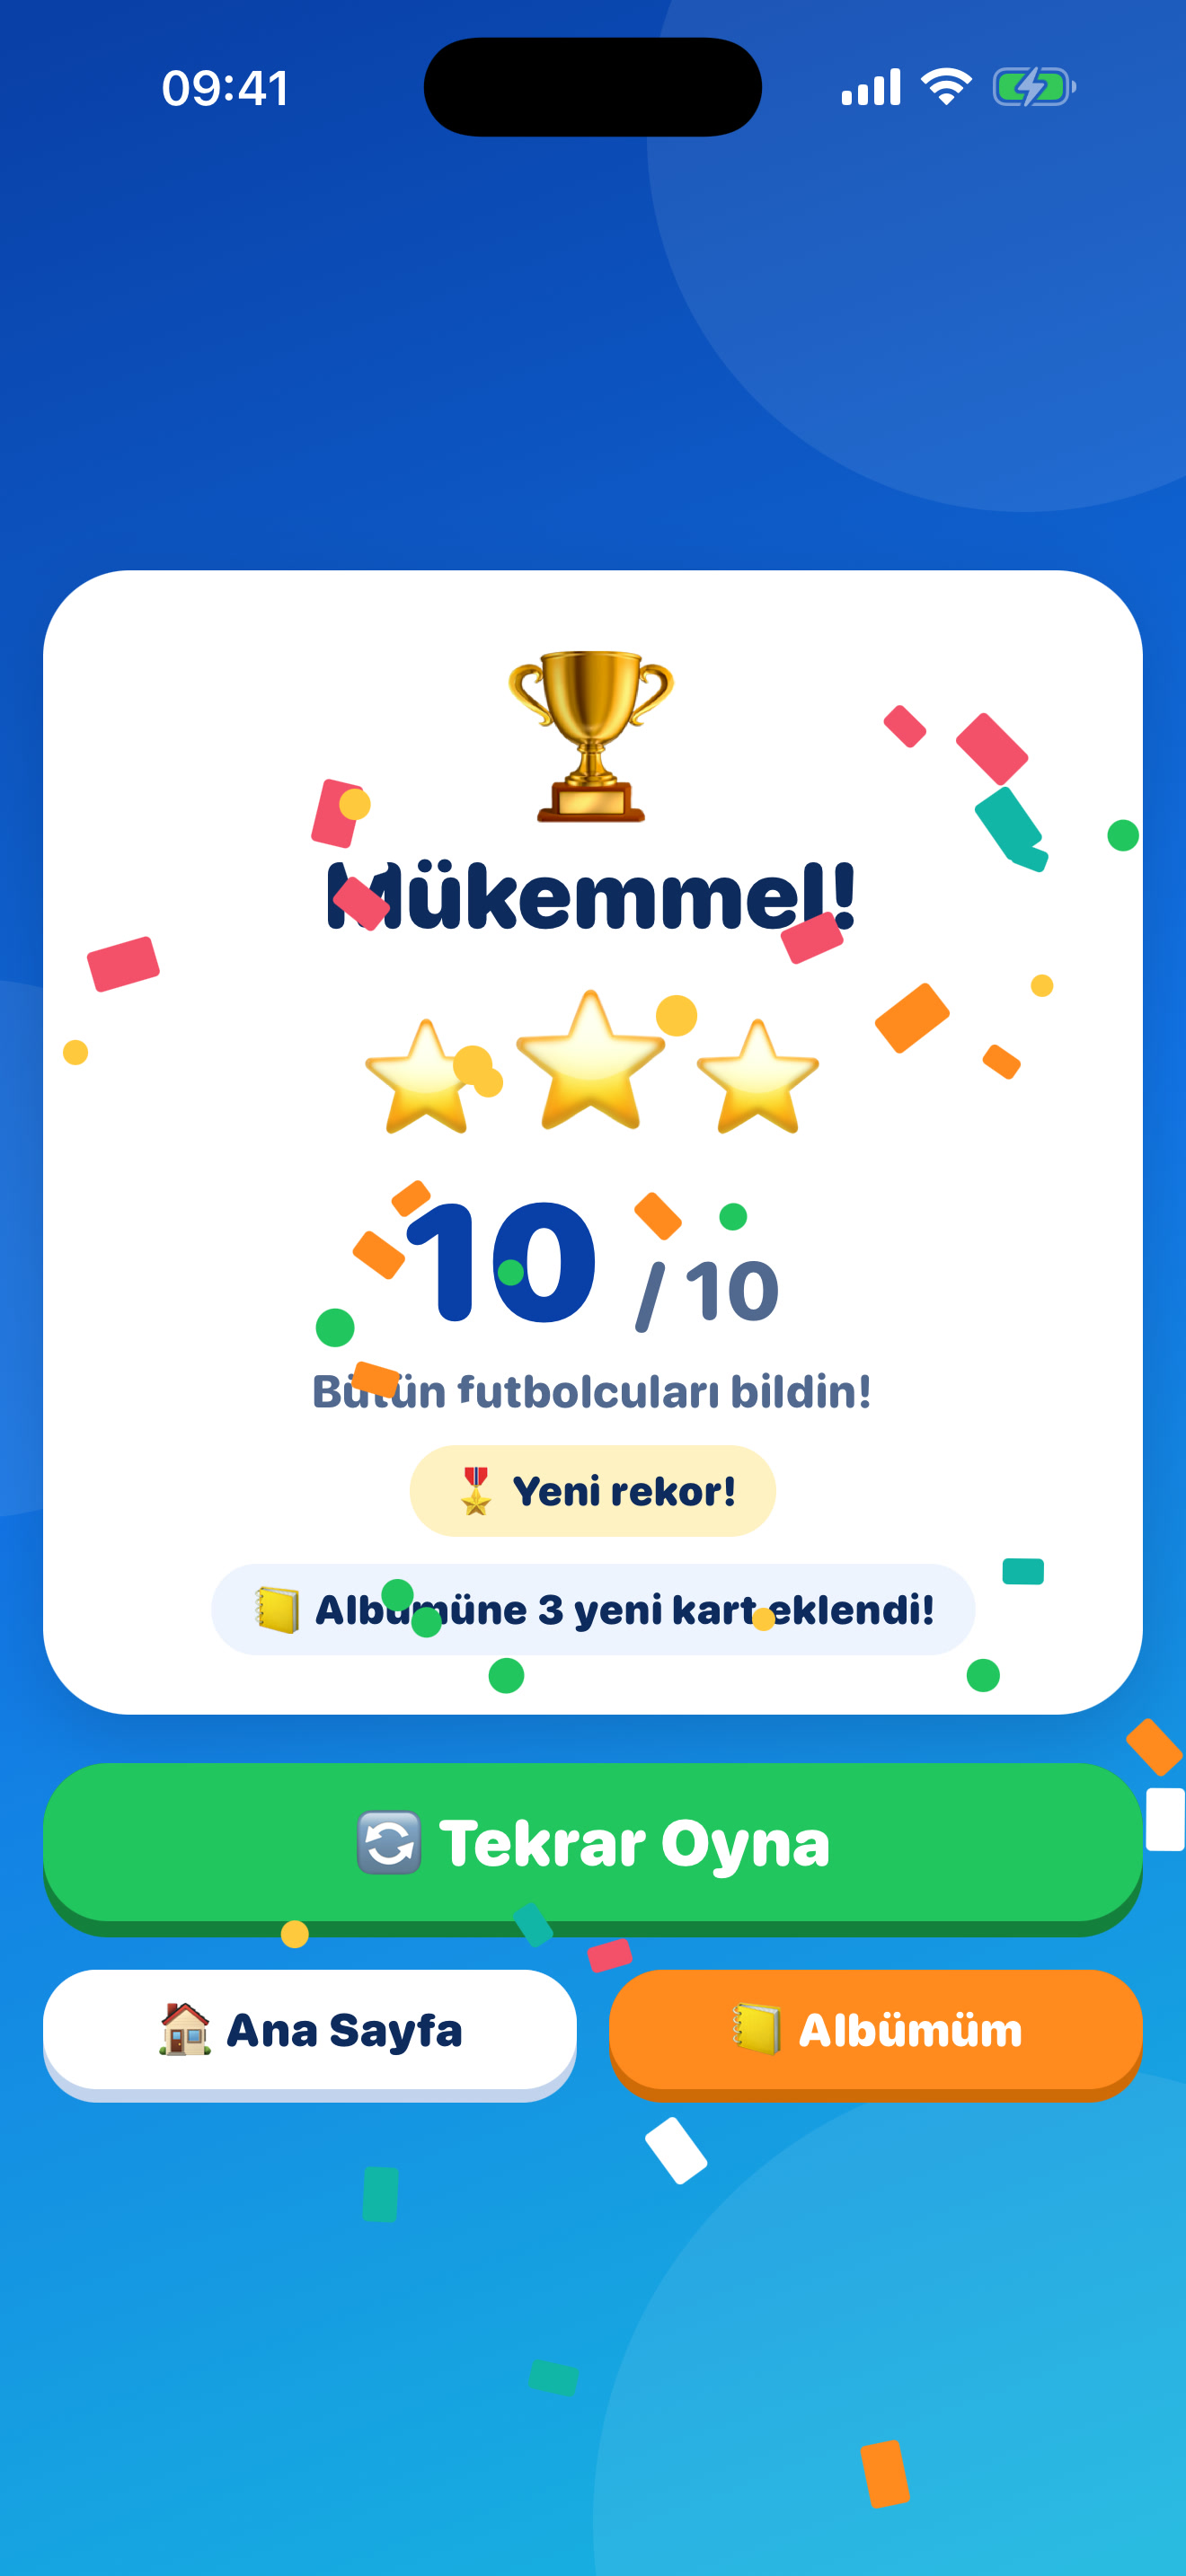 09:41
Mükemmel!
10 / 10
Bütün futbolcuları bildin!
Yeni rekor!
Albümüne 3 yeni kart eklendi!
Tekrar Oyna
Ana Sayfa
Albümüm